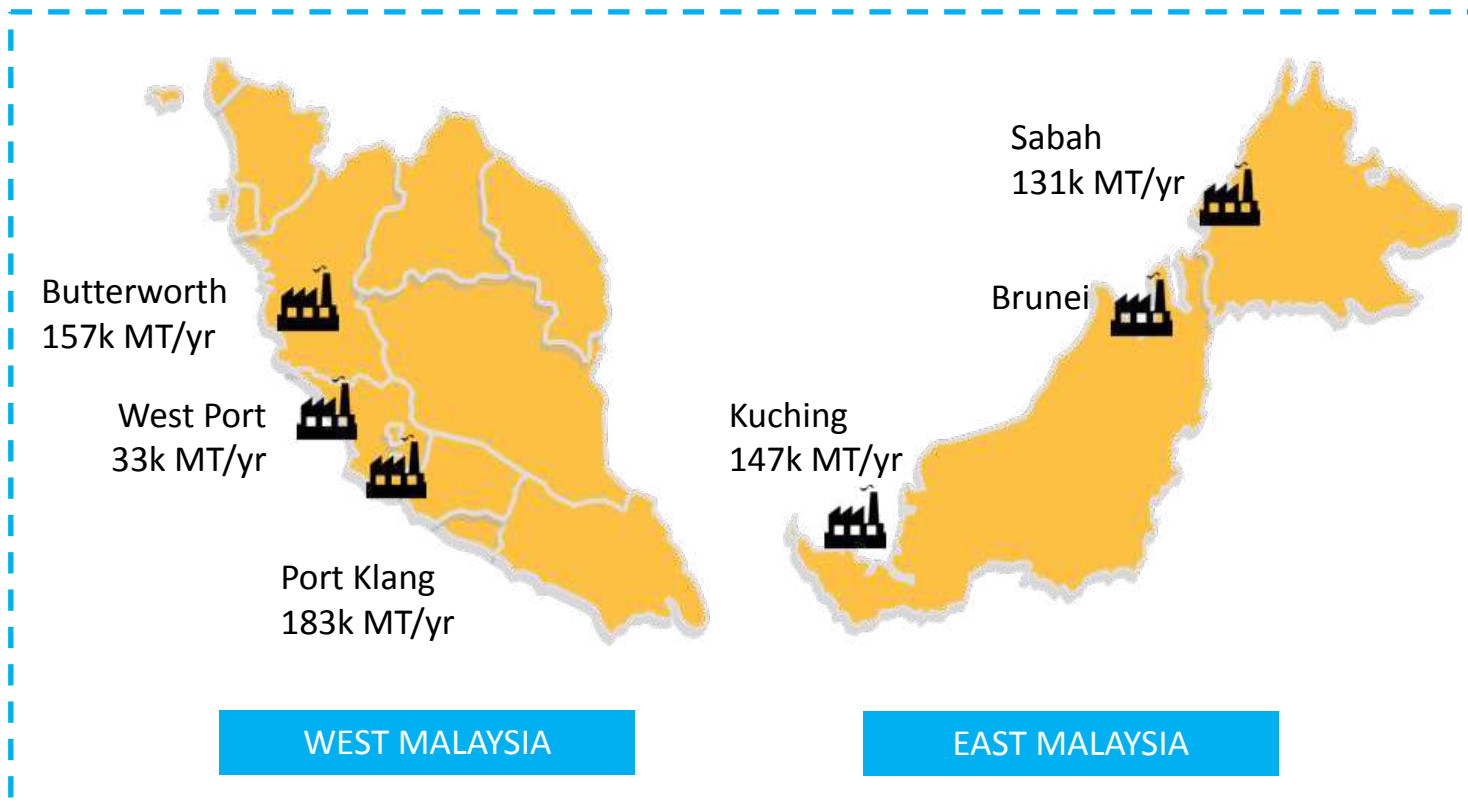 Butterworth
157k MT/yr
West Port
33k MT/yr
Port Klang
183k MT/yr
WEST MALAYSIA
Sabah
131k MT/yr
Brunei
Kuching
147k MT/yr
EAST MALAYSIA